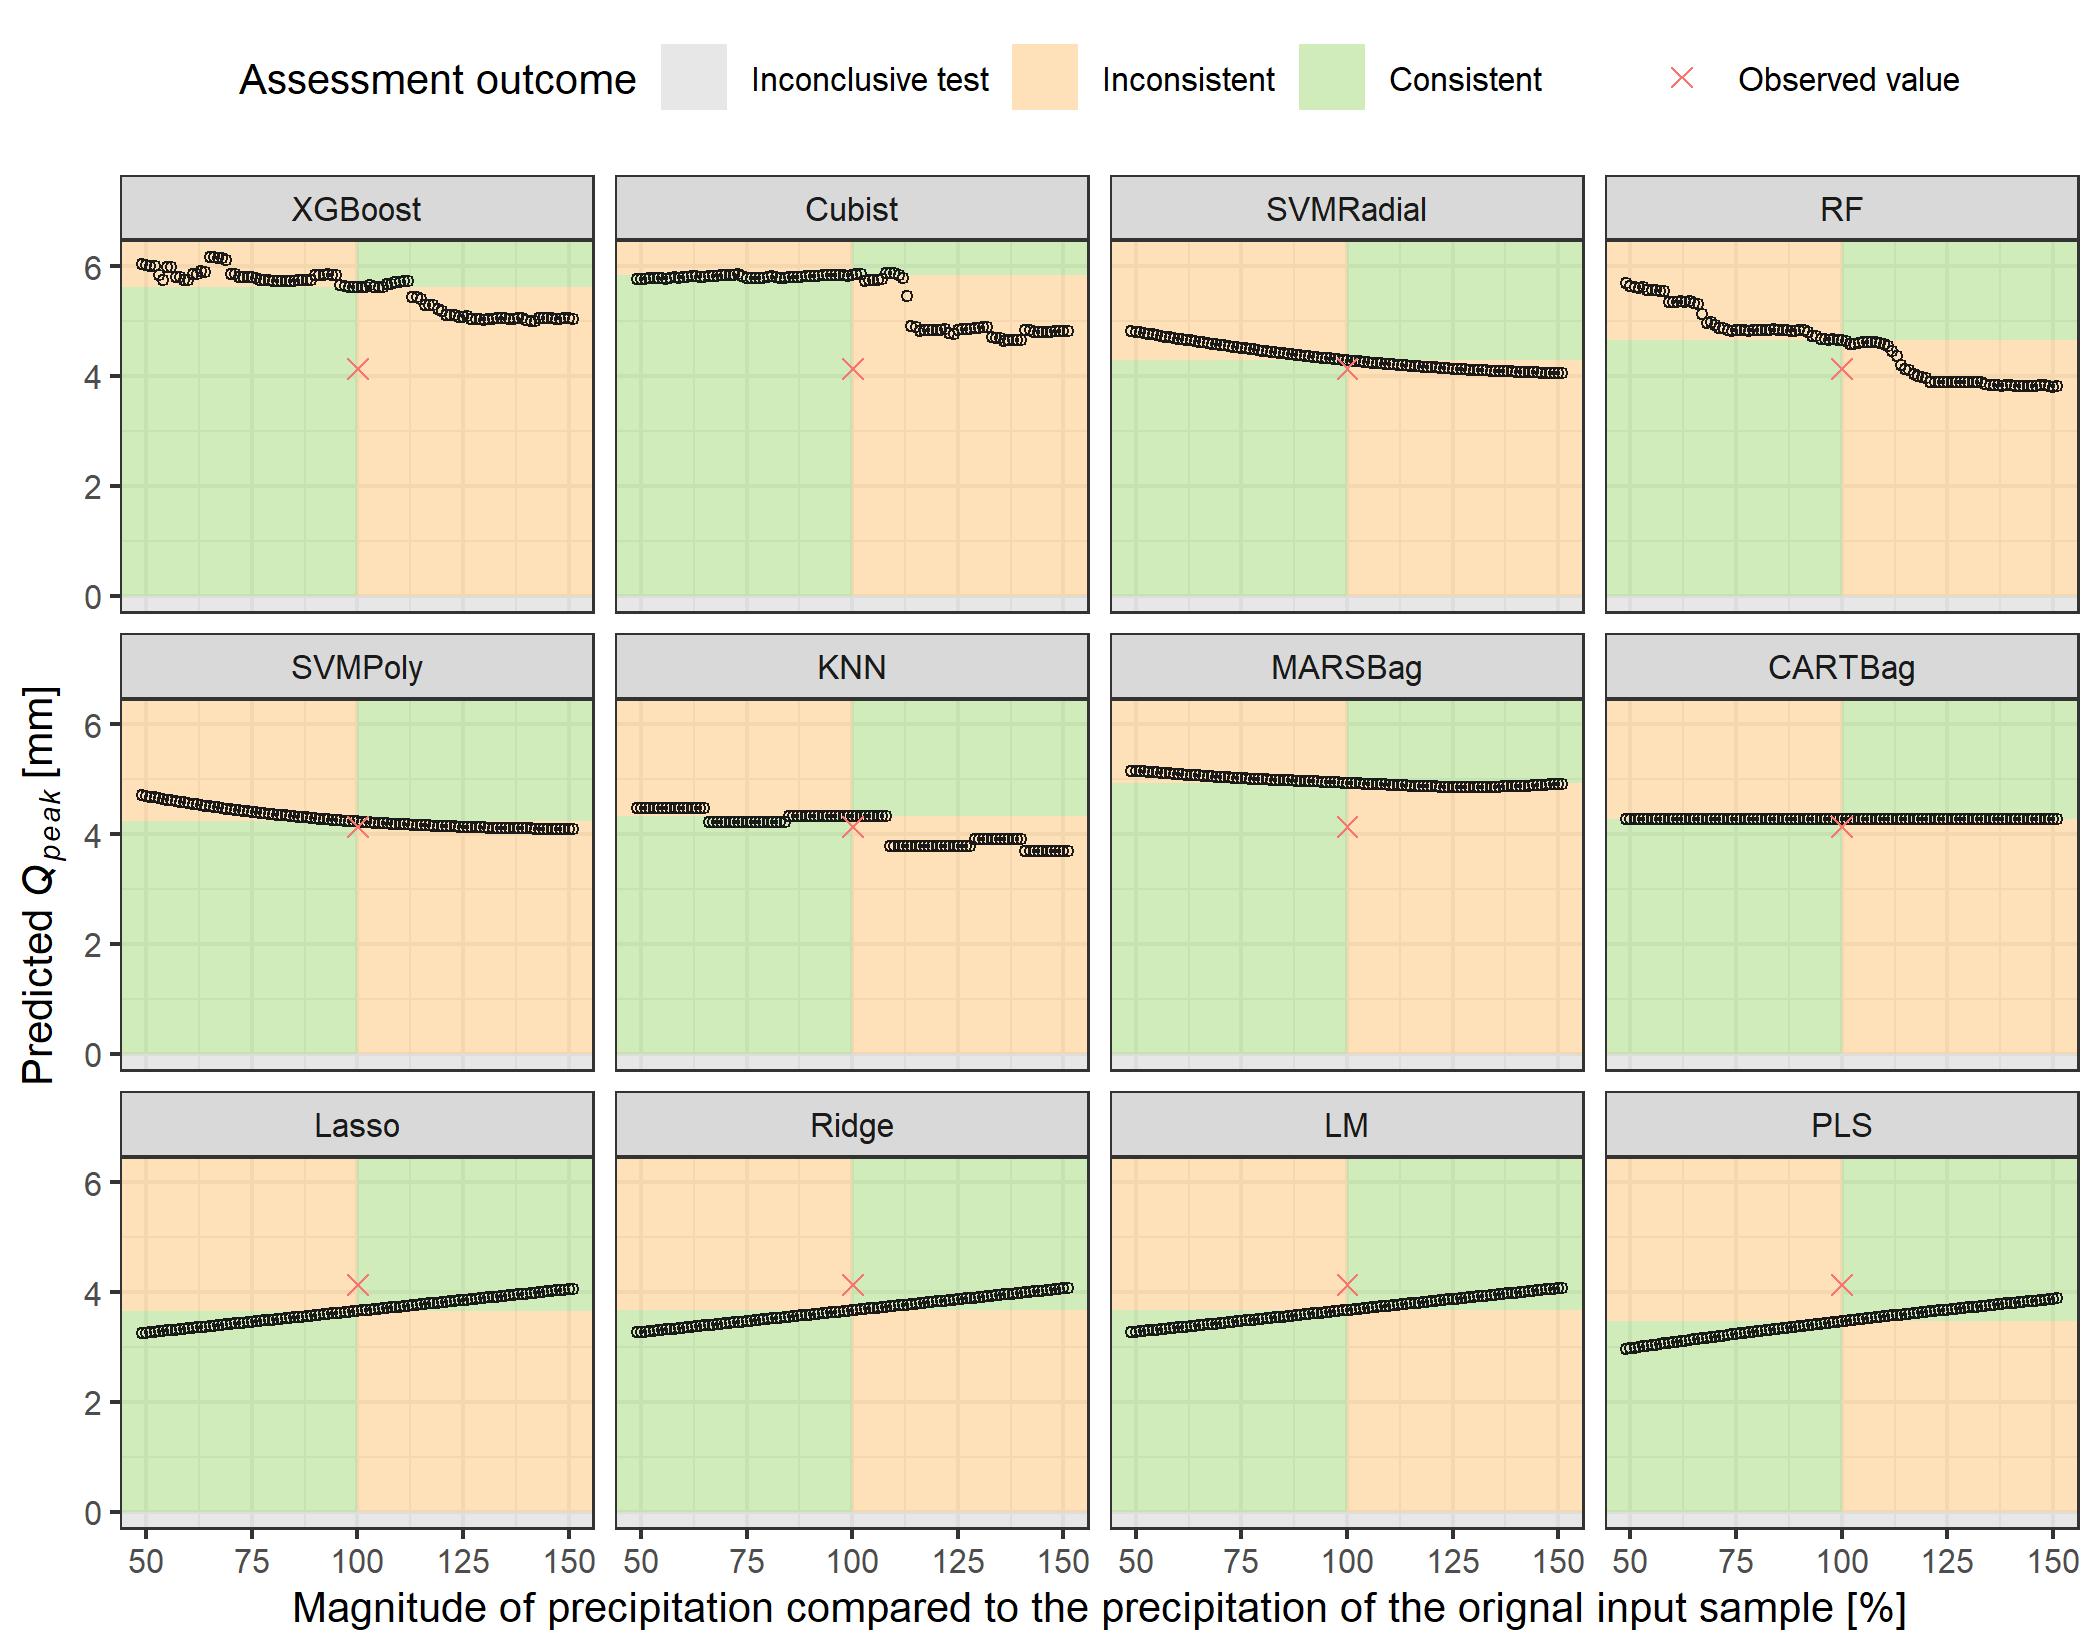 Assessment outcome Inconclusive test Inconsistent Consistent Observed value
XGBoost Cubist SVMRadial RF
6
4
2
0
SVMPoly KNN MARSBag CARTBag
6
4
2
0
Lasso Ridge LM PLS
6
4
2
0
50 75 100 125 150 50 75 100 125 150 50 75 100 125 150 50 75 100 125 150
Predicted Qpeak [mm]
Magnitude of precipitation compared to the precipitation of the orignal input sample [%]